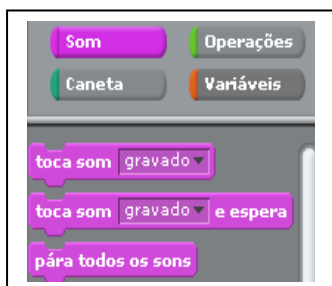 Som Operações
Caneta Variáveis
toca som gravado
toca som gravado e espera
pára todos os sons